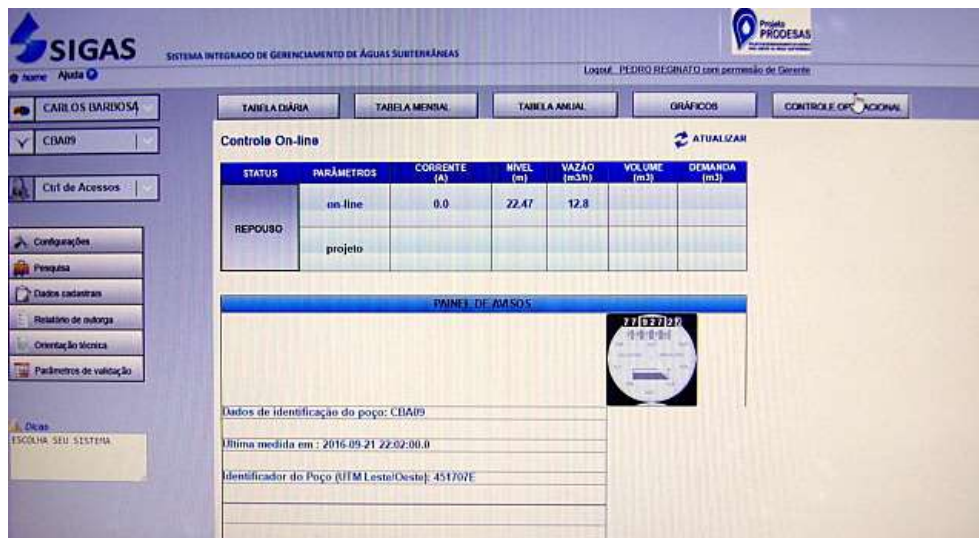 SIGAS
SISTEMA INTEGRADO DE GERENCIAMENTO DE ÁGUAS SUBTERRÂNEAS
Projeto
PRODESAS
home Ajuda
Logout PEDRO REGINATO com permissão de Gerente
CARLOS BARBOSA
CBA09
Ctrl de Acessos
Configurações
Pesquisa
Dados cadastrais
Relatório de outorga
Orientação técnica
Parâmetros de validação
Dicas
ESCOLHA SEU SISTEMA
TABELA DIÁRIA TABELA MENSAL TABELA ANUAL GRÁFICOS CONTROLE
Controle On-line ATUALIZAR
STATUS PARÂMETROS CORRENTE (A) NÍVEL (m) VAZÃO (m3/h) VOLUME (m3) DEMANDA (m3)
REPOUSO
on-line 0.0 22.47 12.8
projeto
PAINEL DE AVISOS
Dados de identificação do poço: CBA09
Ultima medida em : 2016-09-21 22:02:00.0
Identificador do Poço (UTM Leste/Oeste): 451707E